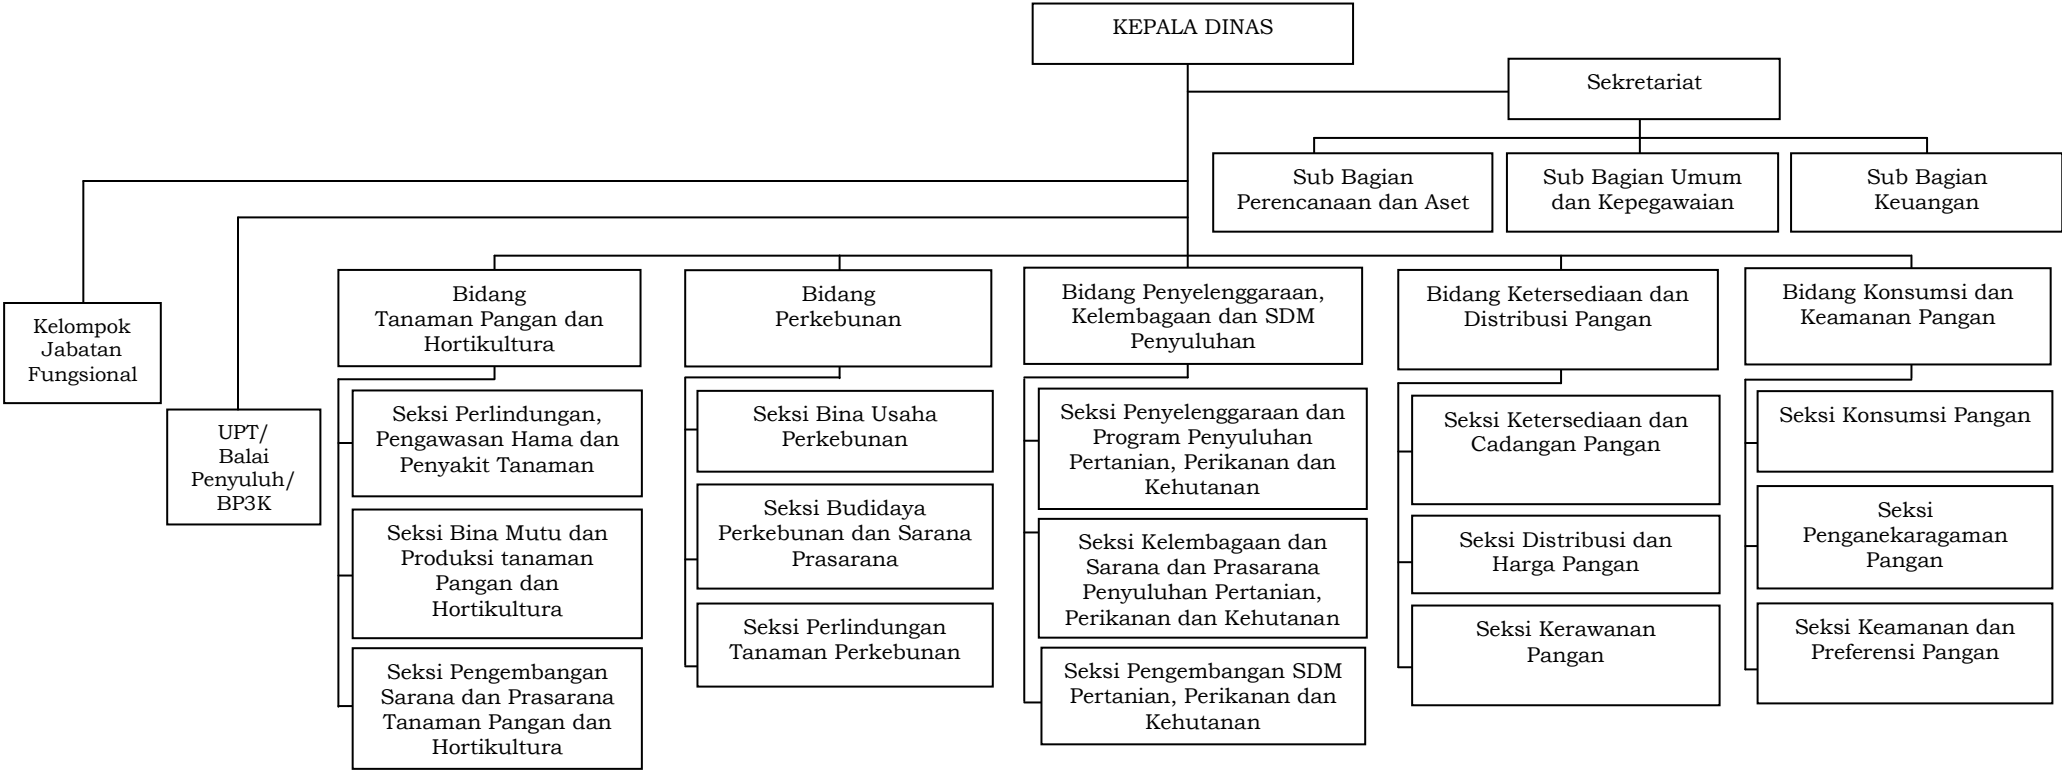 KEPALA DINAS
Sekretariat
Sub Bagian
Perencanaan dan Aset
Sub Bagian Umum
dan Kepegawaian
Sub Bagian
Keuangan
Kelompok
Jabatan
Fungsional
UPT/
Balai
Penyuluh/
BP3K
Bidang
Tanaman Pangan dan
Hortikultura
Seksi Perlindungan,
Pengawasan Hama dan
Penyakit Tanaman
Seksi Bina Mutu dan
Produksi tanaman
Pangan dan
Hortikultura
Seksi Pengembangan
Sarana dan Prasarana
Tanaman Pangan dan
Hortikultura
Bidang
Perkebunan
Seksi Bina Usaha
Perkebunan
Seksi Budidaya
Perkebunan dan Sarana
Prasarana
Seksi Perlindungan
Tanaman Perkebunan
Bidang Penyelenggaraan,
Kelembagaan dan SDM
Penyuluhan
Seksi Penyelenggaraan dan
Program Penyuluhan
Pertanian, Perikanan dan
Kehutanan
Seksi Kelembagaan dan
Sarana dan Prasarana
Penyuluhan Pertanian,
Perikanan dan Kehutanan
Seksi Pengembangan SDM
Pertanian, Perikanan dan
Kehutanan
Bidang Ketersediaan dan
Distribusi Pangan
Seksi Ketersediaan dan
Cadangan Pangan
Seksi Distribusi dan
Harga Pangan
Seksi Kerawanan
Pangan
Bidang Konsumsi dan
Keamanan Pangan
Seksi Konsumsi Pangan
Seksi
Penganekaragaman
Pangan
Seksi Keamanan dan
Preferensi Pangan